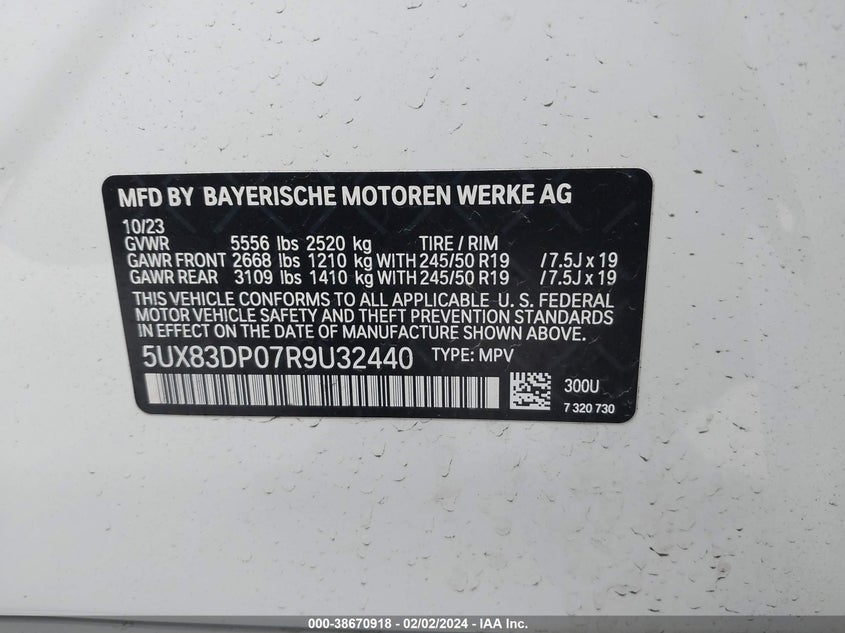 MFD BY BAYERISCHE MOTOREN WERKE AG
10/23
GVWR 5556 lbs 2520 kg TIRE / RIM
GAWR FRONT 2668 lbs 1210 kg WITH 245/50 R19 / 7.5J x 19
GAWR REAR 3109 lbs 1410 kg WITH 245/50 R19 / 7.5J x 19
THIS VEHICLE CONFORMS TO ALL APPLICABLE U. S. FEDERAL
MOTOR VEHICLE SAFETY AND THEFT PREVENTION STANDARDS
IN EFFECT ON THE DATE OF MANUFACTURE SHOWN ABOVE.
5UX83DP07R9U32440 TYPE: MPV
300U
7 320 730
000-38670918 - 02/02/2024 - IAA Inc.